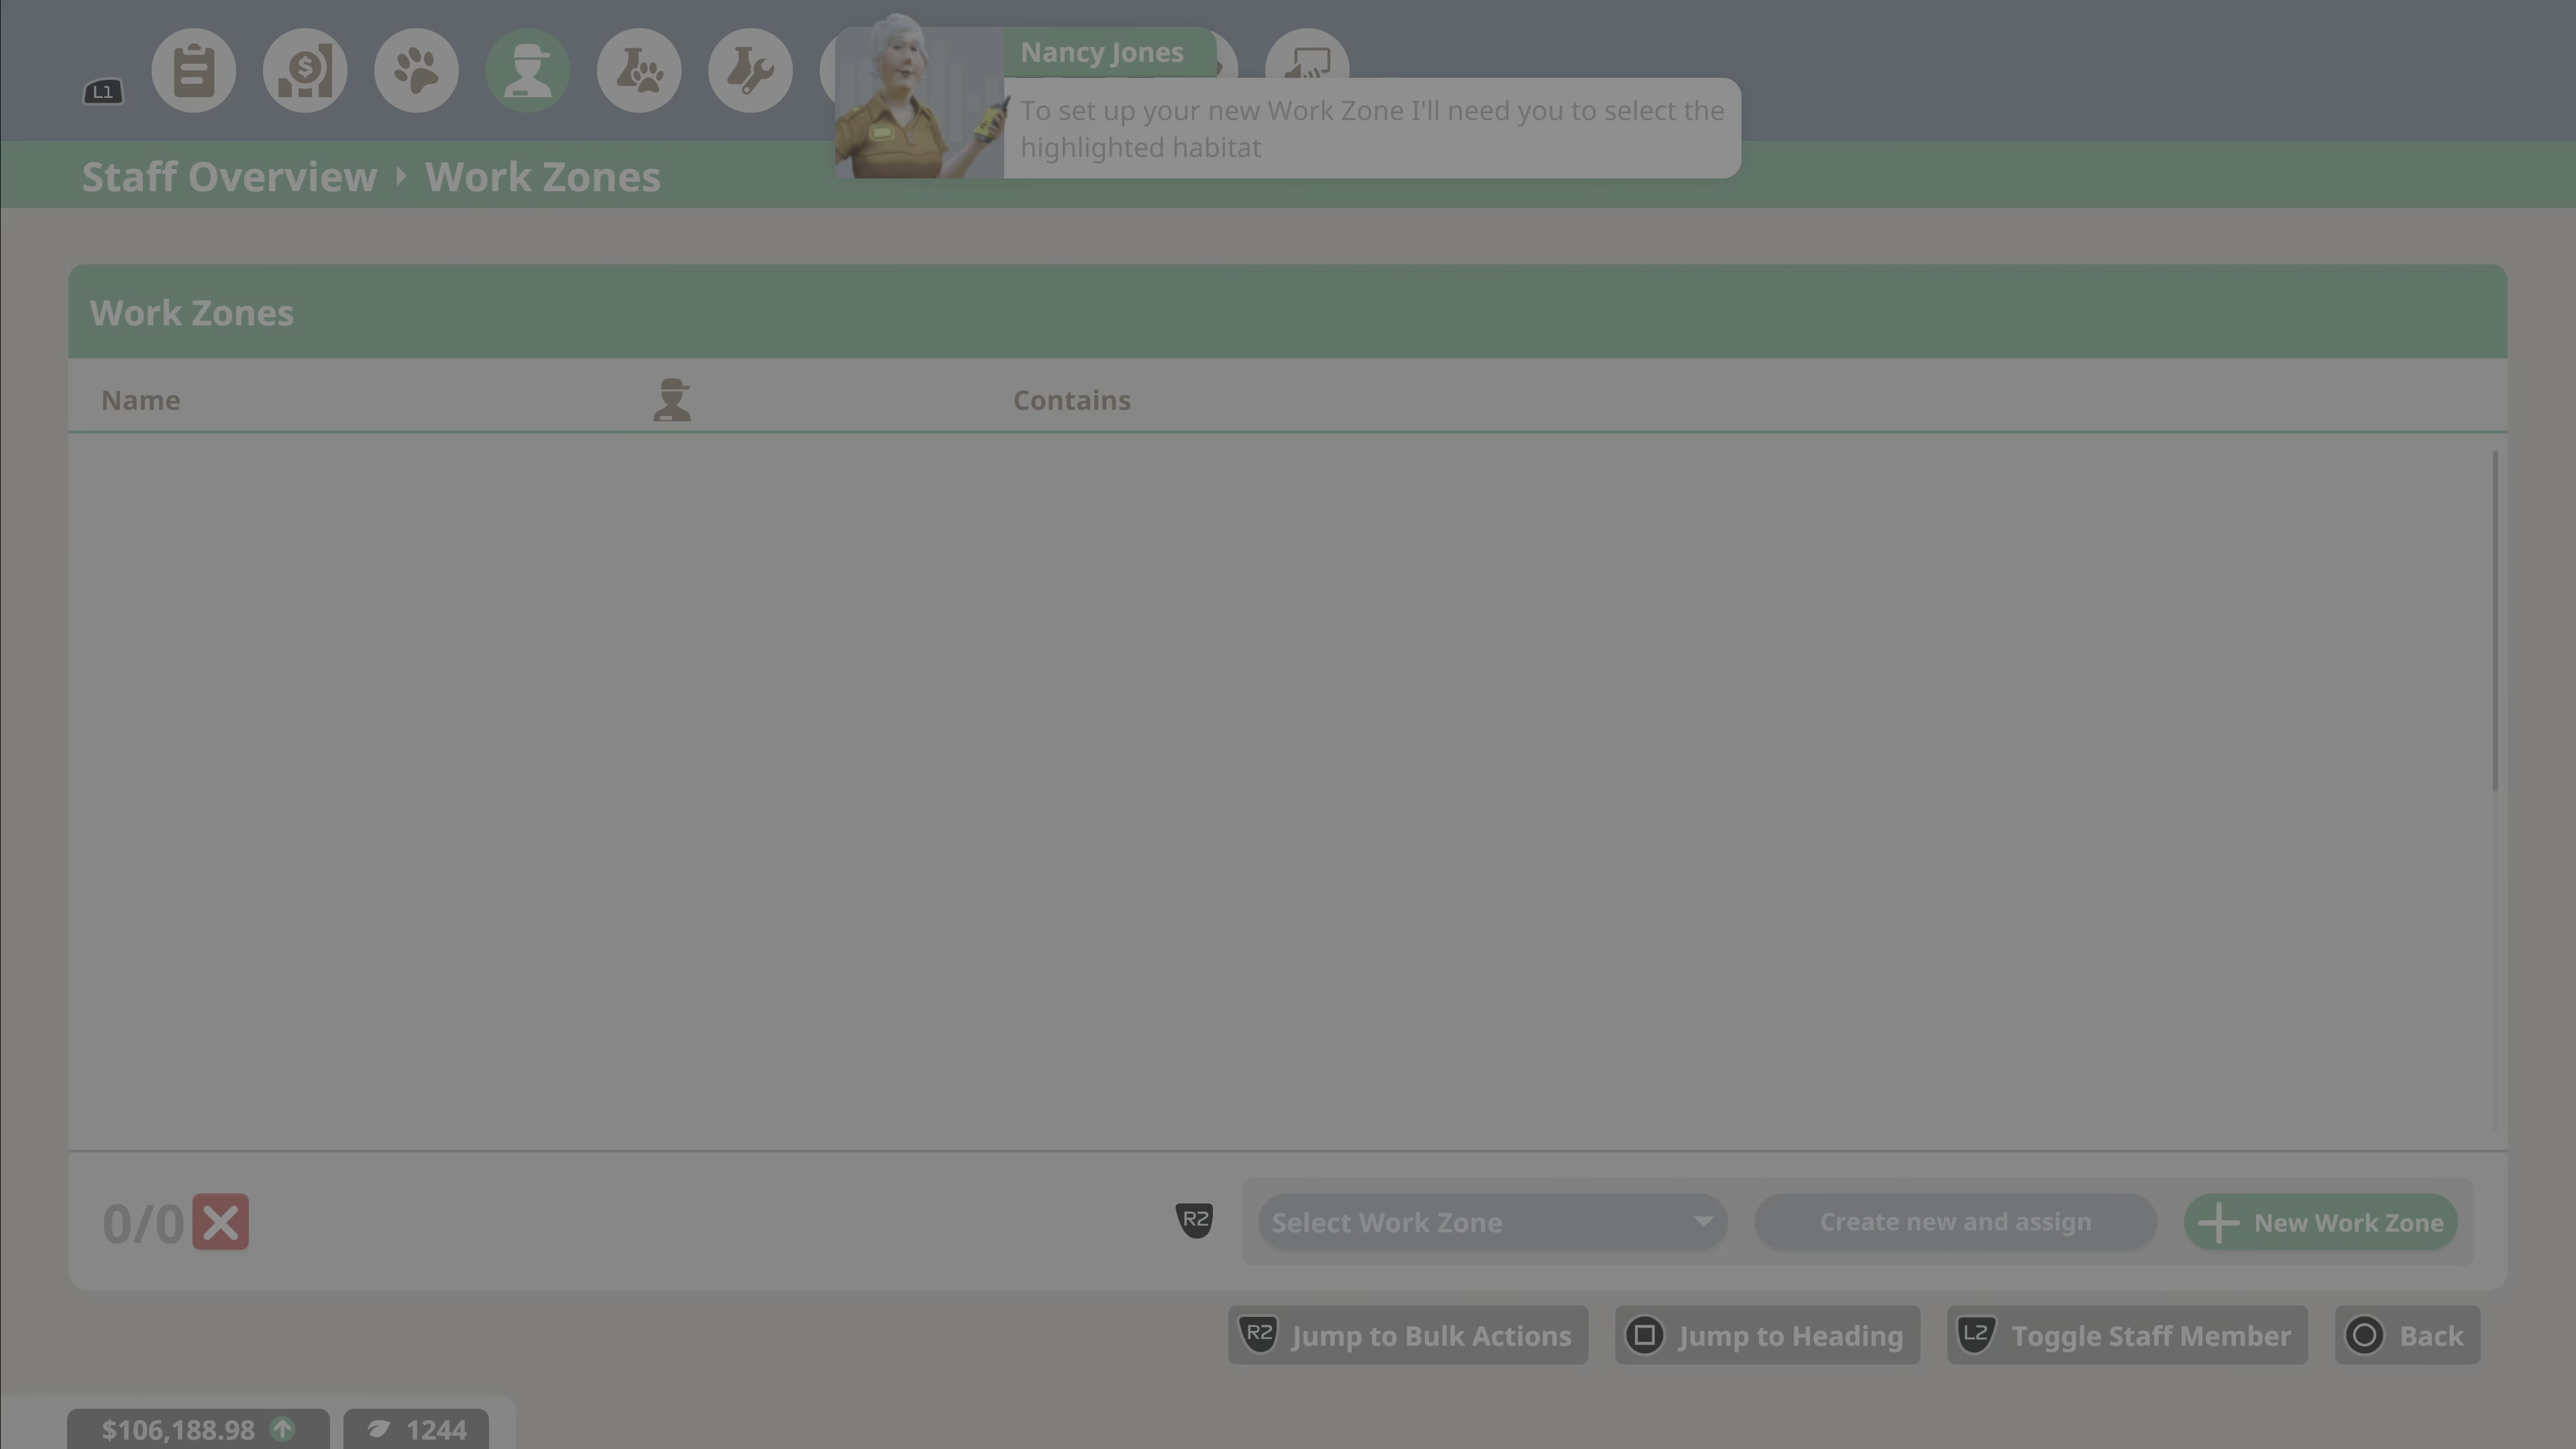 L1
Nancy Jones
To set up your new Work Zone I'll need you to select the
highlighted habitat
Staff Overview Work Zones
Work Zones
Name Contains
0/0 R2 Select Work Zone Create new and assign New Work Zone
R2 Jump to Bulk Actions Jump to Heading L2 Toggle Staff Member Back
$106,188.98 1244